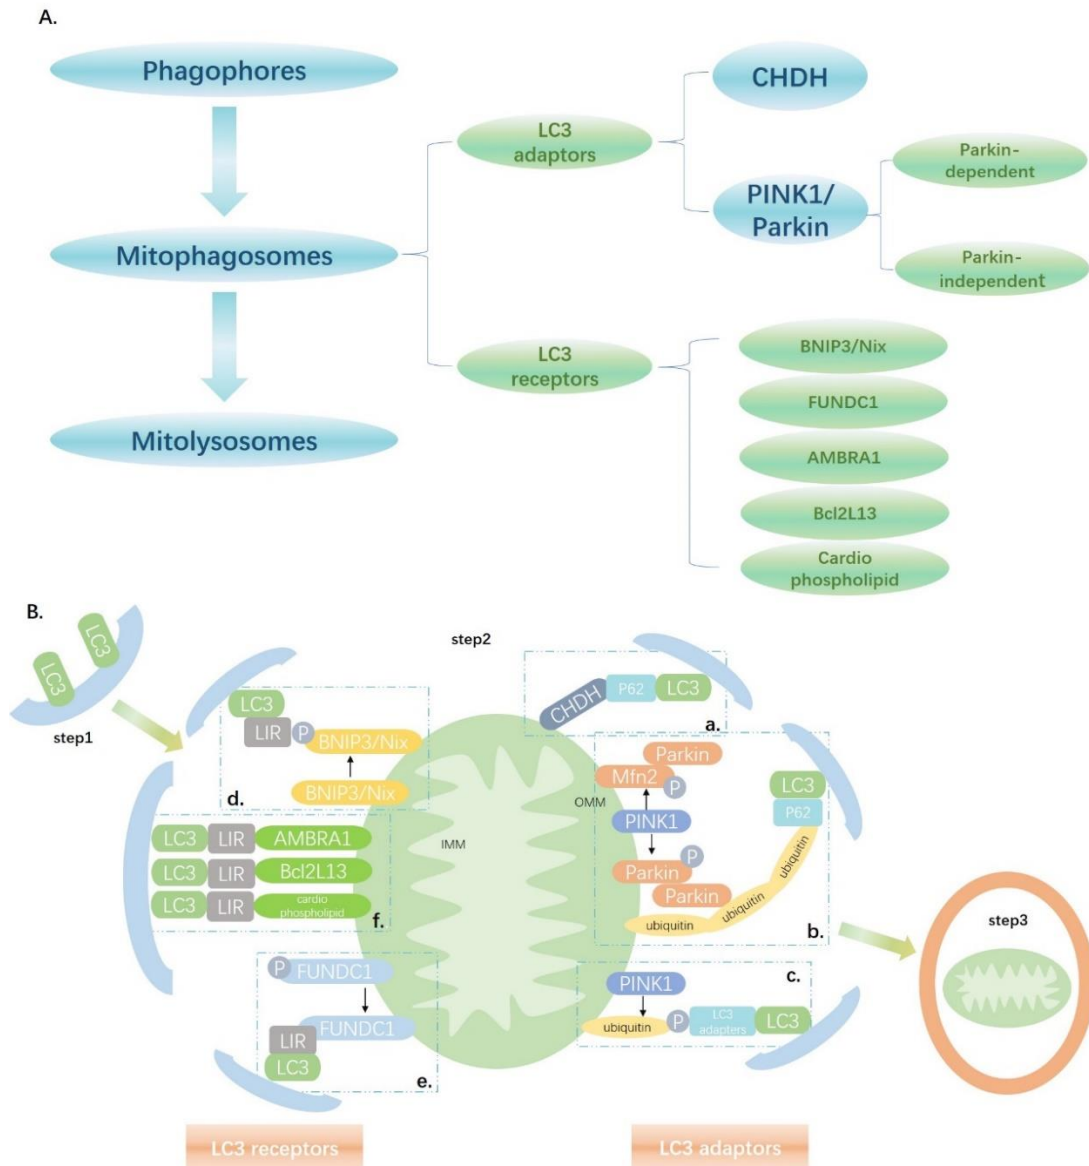 A.
Phagophores
Mitophagosomes
Mitolysosomes
LC3
adaptors
LC3
receptors
CHDH
PINK1/
Parkin
Parkin-
dependent
Parkin-
independent
BNIP3/Nix
FUNDC1
AMBRA1
Bcl2L13
Cardio
phospholipid
B.
LC3
LC3
step1
step2
LC3
LIR
P
BNIP3/Nix
BNIP3/Nix
d.
LC3
LIR
AMBRA1
LC3
LIR
Bcl2L13
LC3
LIR
cardio
phospholipid
f.
P
FUNDC1
FUNDC1
LIR
LC3
e.
IMM
OMM
CHDH
P62
LC3
a.
Parkin
Mfn2
P
PINK1
P
Parkin
Parkin
ubiquitin
ubiquitin
ubiquitin
LC3
P62
b.
PINK1
c.
ubiquitin
P
LC3
adapters
LC3
step3
LC3 receptors
LC3 adaptors